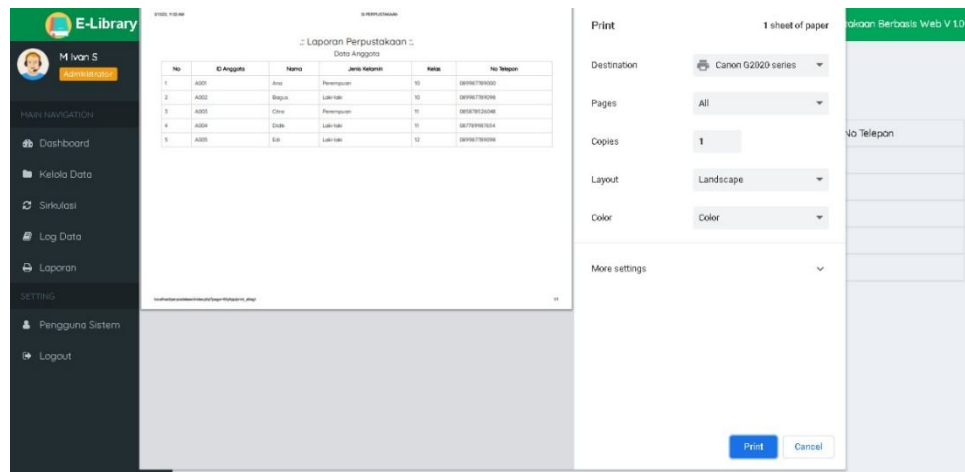 E-Library
M Ivan S
Administrator
MAIN NAVIGATION
Dashboard
Kelola Data
Sirkulasi
Log Data
Laporan
SETTING
Pengguna Sistem
Logout
SI PERPUSTAKAAN
.:: Laporan Perpustakaan ::.
Data Anggota
No ID Anggota Nama Jenis Kelamin Kelas No Telepon
1 A001 Ana Perempuan 10
2 A002 Bagus Laki-laki 10
3 A003 Citra Perempuan 11
4 A004 Laki-laki 11
5 A005 Edi Laki-laki 12
Print 1 sheet of paper
Destination Canon G2020 series
Pages All
Copies 1
Layout Landscape
Color Color
More settings
Print Cancel
akaan Berbasis Web V 1.0
No Telepon